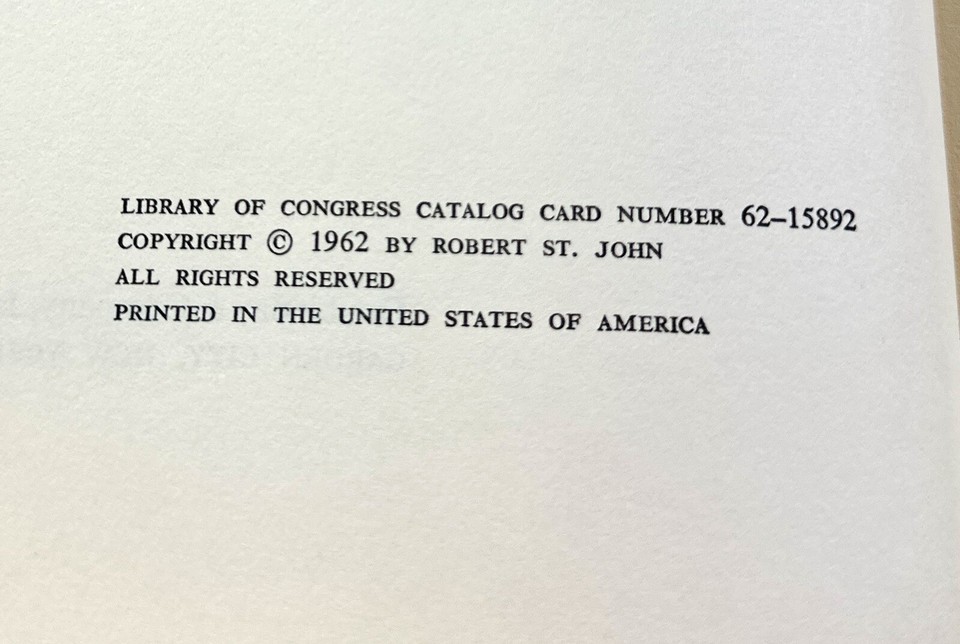 LIBRARY OF CONGRESS CATALOG CARD NUMBER 62–15892
COPYRIGHT © 1962 BY ROBERT ST. JOHN
ALL RIGHTS RESERVED
PRINTED IN THE UNITED STATES OF AMERICA